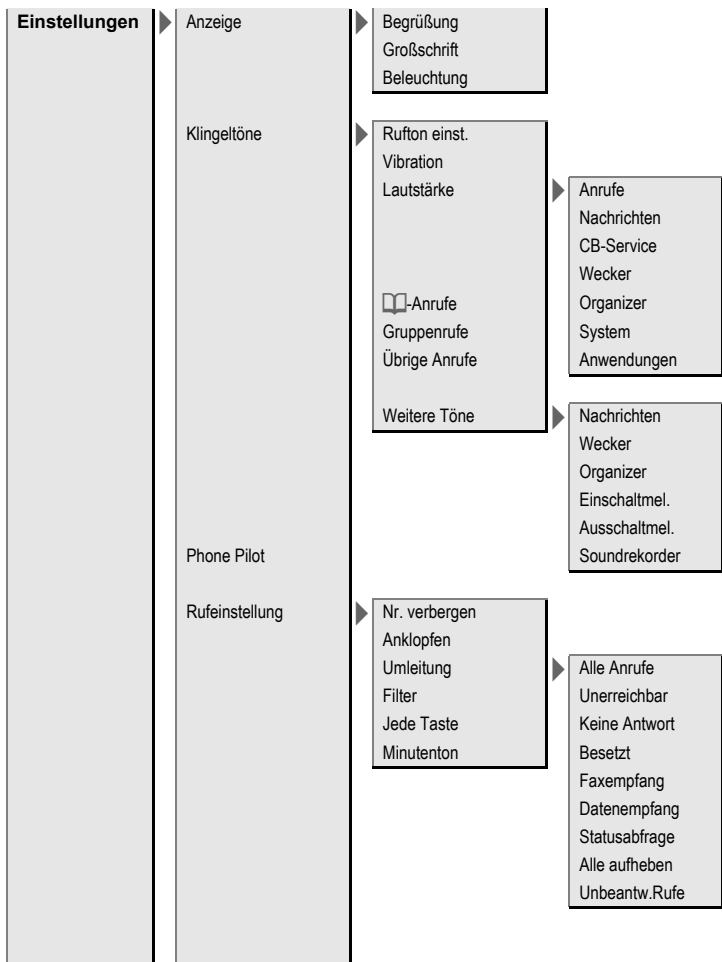 Einstellungen
Anzeige
Begrüßung
Großschrift
Beleuchtung
Klingeltöne
Rufton einst.
Vibration
Lautstärke
Anrufe
Nachrichten
CB-Service
Wecker
Organizer
System
Anwendungen
-Anrufe
Gruppenrufe
Übrige Anrufe
Weitere Töne
Nachrichten
Wecker
Organizer
Einschaltmel.
Ausschaltmel.
Soundrekorder
Phone Pilot
Rufeinstellung
Nr. verbergen
Anklopfen
Umleitung
Alle Anrufe
Unerreichbar
Keine Antwort
Besetzt
Faxempfang
Datenempfang
Statusabfrage
Alle aufheben
Unbeantw.Rufe
Filter
Jede Taste
Minutenton